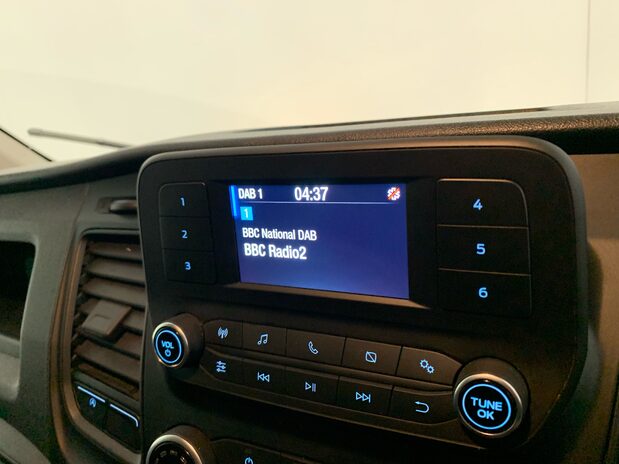 DAB 1 04:37
1
BBC National DAB
BBC Radio2
1
2
3
4
5
6
VOL
TUNE
OK